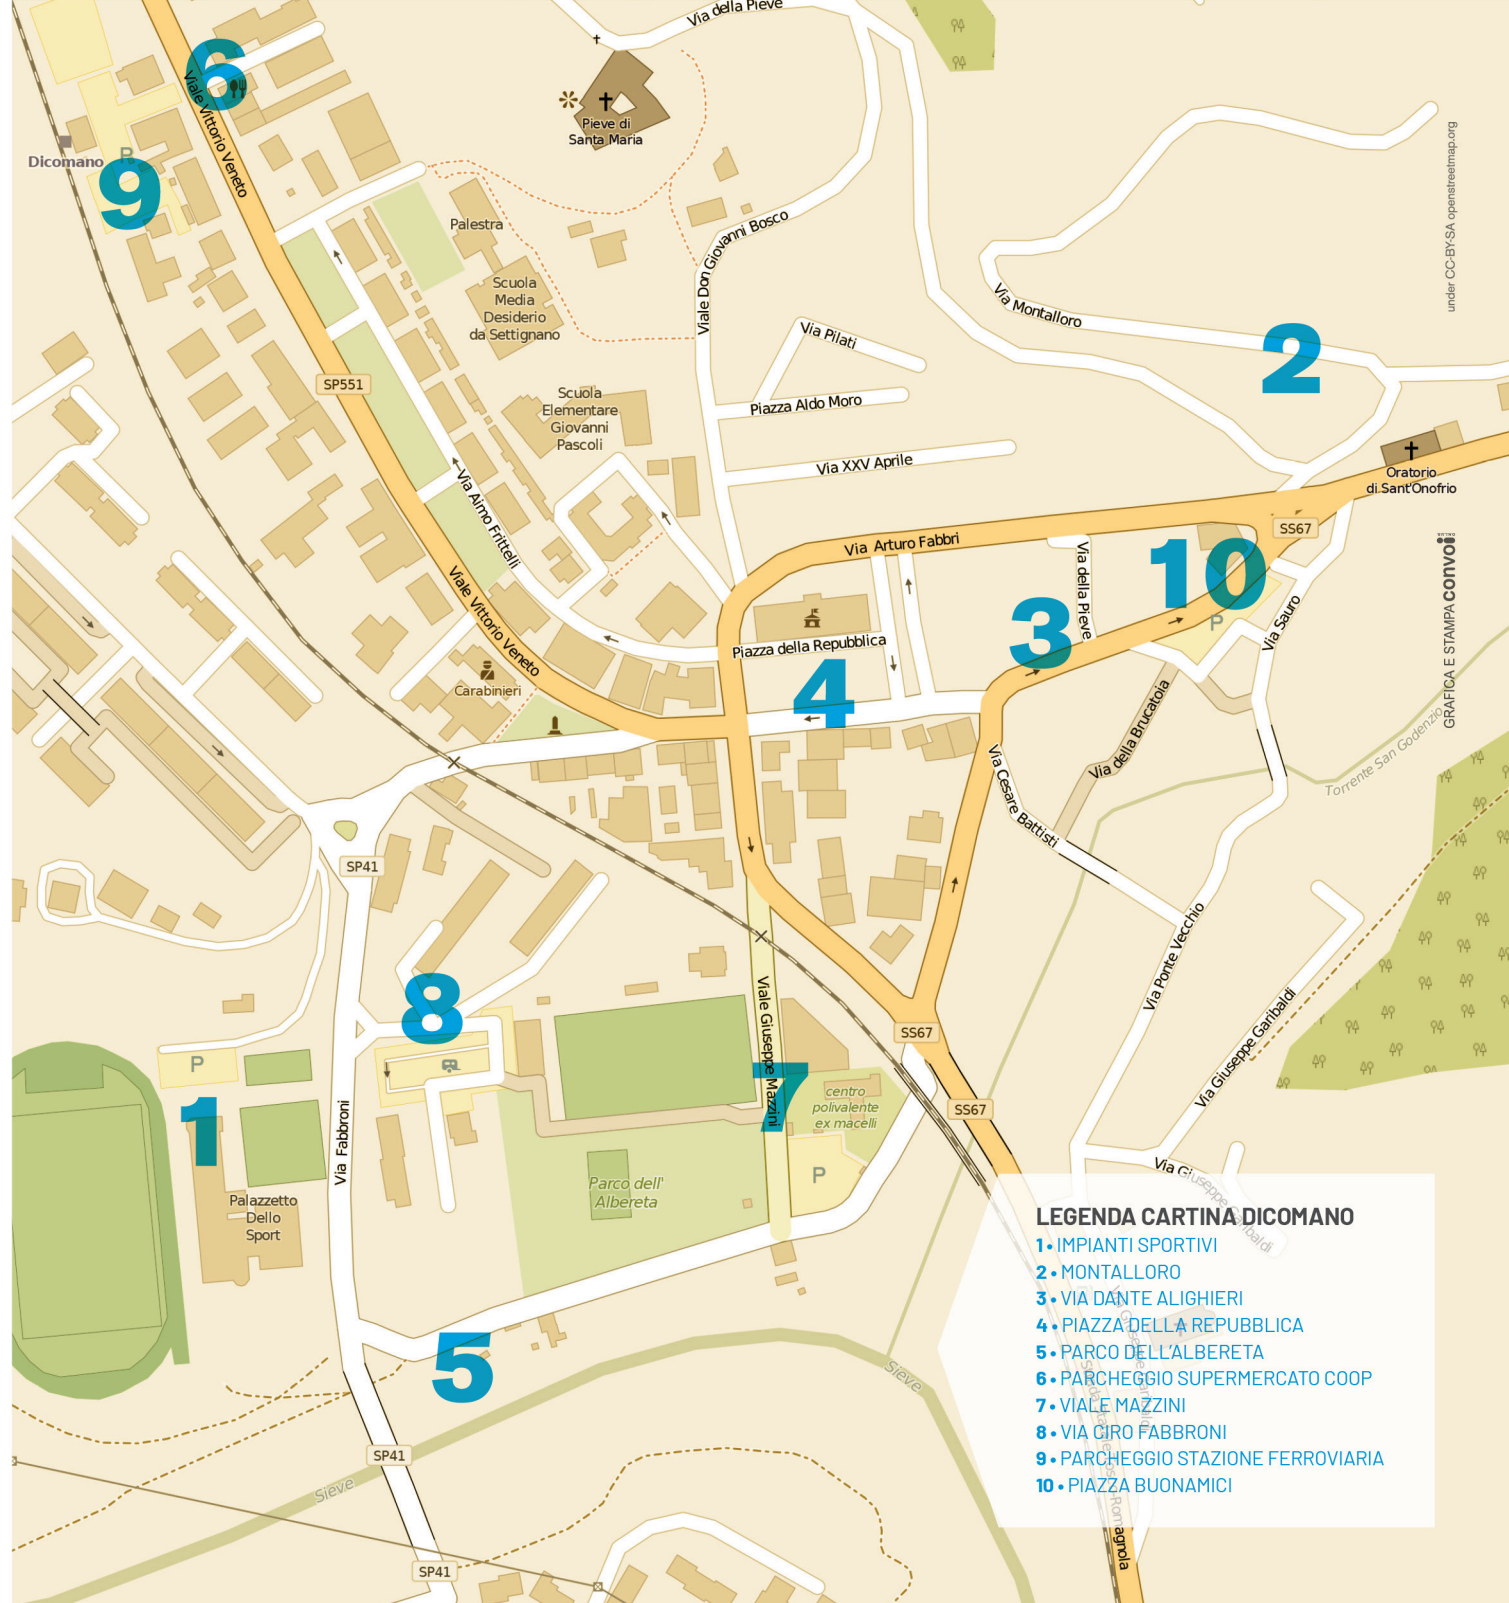 Via della Pieve
6
Viale Vittorio Veneto
Pieve di
Santa Maria
Dicomano
P
9
under CC-BY-SA openstreetmap.org
Palestra
Viale Don Giovanni Bosco
Scuola
Media
Desiderio
da Settignano
Via Montalloro
Via Pilati
2
SP551
Scuola
Elementare
Giovanni
Pascoli
Piazza Aldo Moro
Via XXV Aprile
Oratorio
di Sant'Onofrio
Via Aimo Frittelli
SS67
Via Arturo Fabbri
Via della Pieve
10
P
GRAFICA E STAMPA convoi
Viale Vittorio Veneto
3
Via Sauro
Piazza della Repubblica
4
Carabinieri
Via della Brucatoia
Torrente San Godenzo
Via Cesare Battisti
SP41
Via Ponte Vecchio
8
Viale Giuseppe Mazzini
SS67
Via Giuseppe Garibaldi
P
7
centro
polivalente
ex macelli
SS67
1
Via Fabbroni
P
Parco dell'
Albereta
Via Giuseppe Garibaldi
Palazzetto
Dello
Sport
5
Sieve
SP41
Sieve
SP41
LEGENDA CARTINA DICOMANO
1 • IMPIANTI SPORTIVI
2 • MONTALLORO
3 • VIA DANTE ALIGHIERI
4 • PIAZZA DELLA REPUBBLICA
5 • PARCO DELL'ALBERETA
6 • PARCHEGGIO SUPERMERCATO COOP
7 • VIALE MAZZINI
8 • VIA CIRO FABBRONI
9 • PARCHEGGIO STAZIONE FERROVIARIA
10 • PIAZZA BUONAMICI